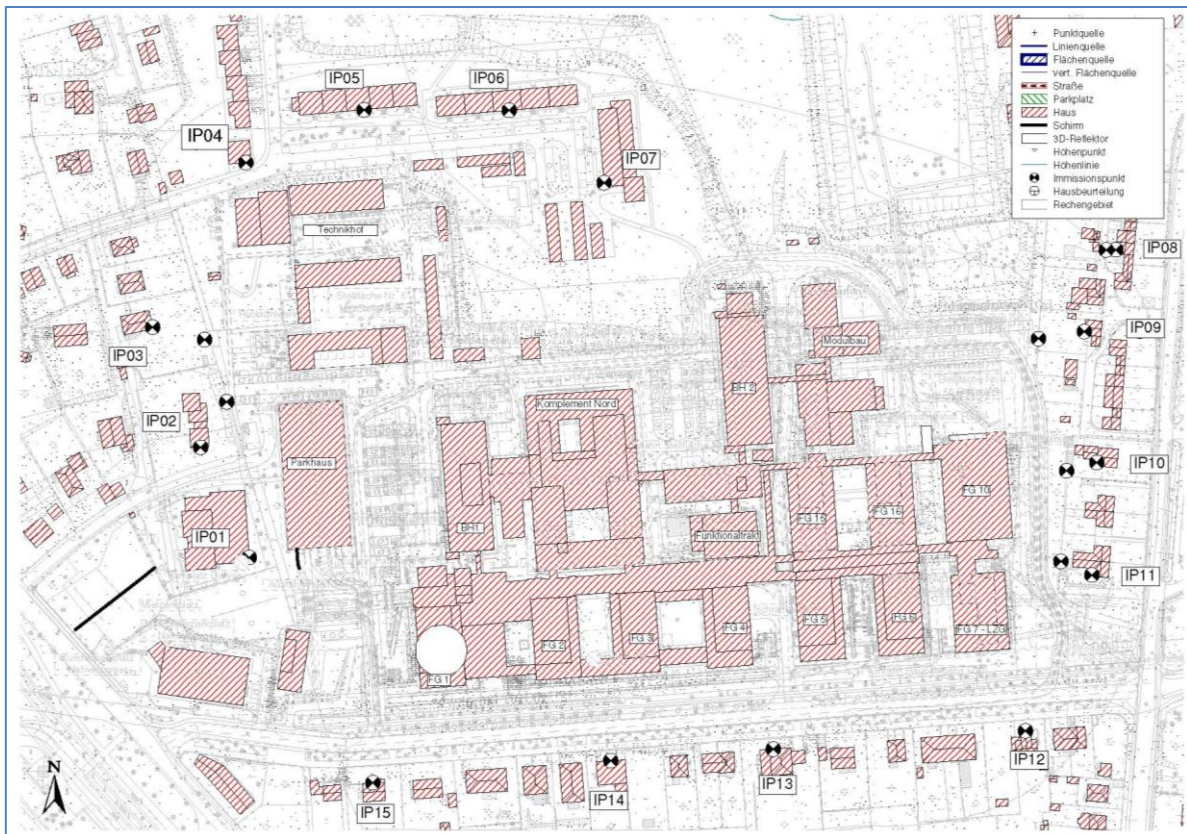 Punktquelle
Linienquelle
Flächenquelle
vert. Flächenquelle
Straße
Parkplatz
Haus
Schirm
3D-Reflektor
Höhenpunkt
Höhenlinie
Immissionspunkt
Hausbeurteilung
Rechengebiet
IP05
IP06
IP04
IP07
Technikhof
IP08
IP09
IP03
Modulbau
BH 2
Komplement Nord
IP02
Parkhaus
IP10
FG 10
BH1
FG 15
FG 16
Funktionaltrakt
IP01
IP11
FG 2
FG 3
FG 4
FG 5
FG 6
FG 7 - LZG
FG 1
N
IP12
IP13
IP14
IP15